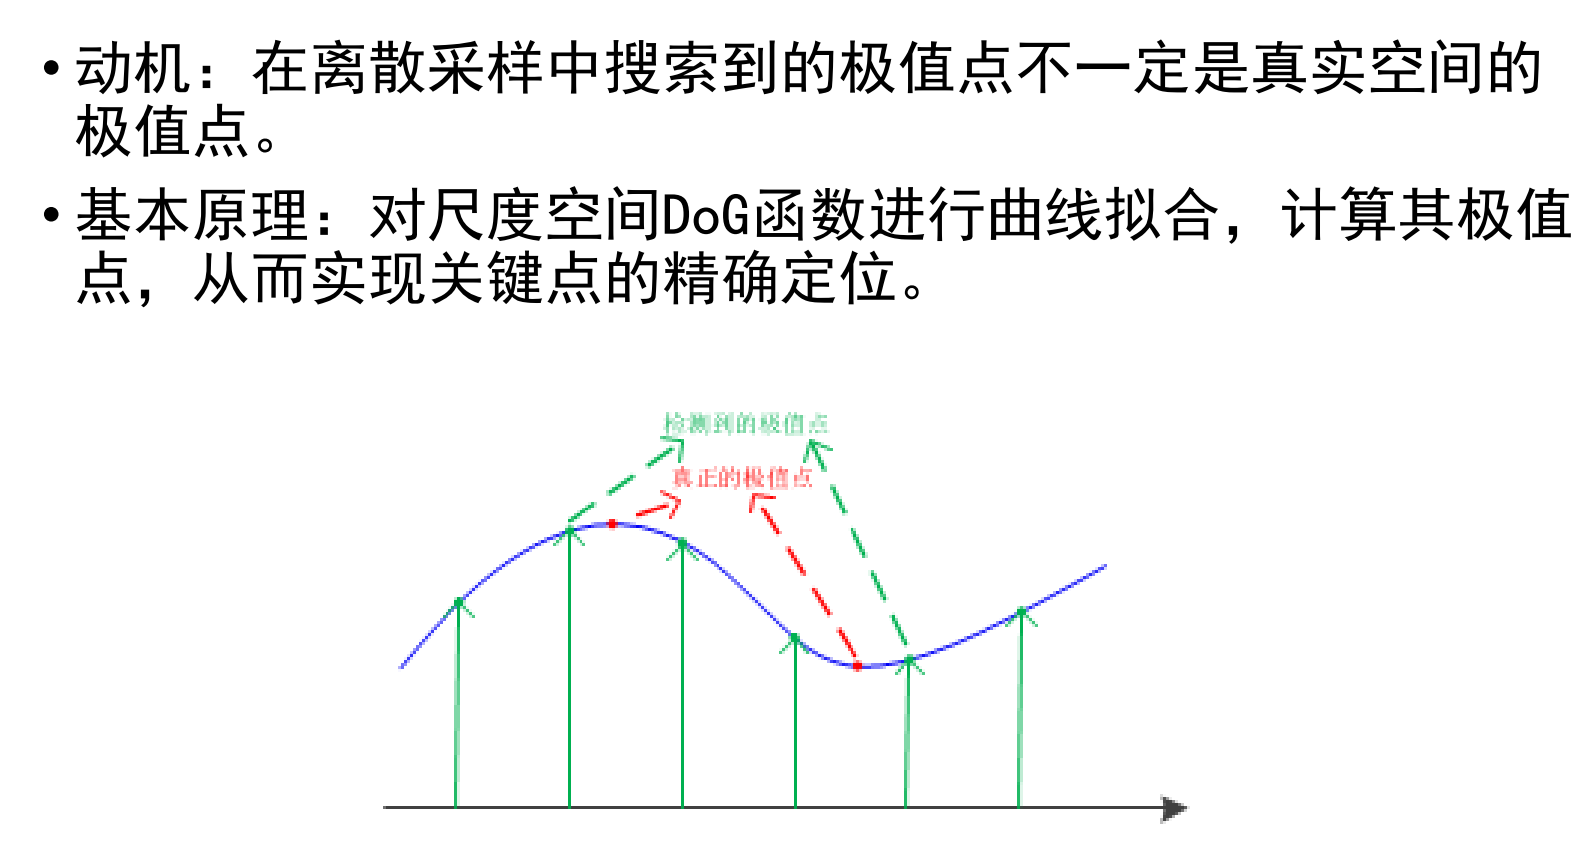 • 动机：在离散采样中搜索到的极值点不一定是真实空间的
极值点。
• 基本原理：对尺度空间DoG函数进行曲线拟合，计算其极值
点，从而实现关键点的精确定位。
检测到的极值点
真正的极值点